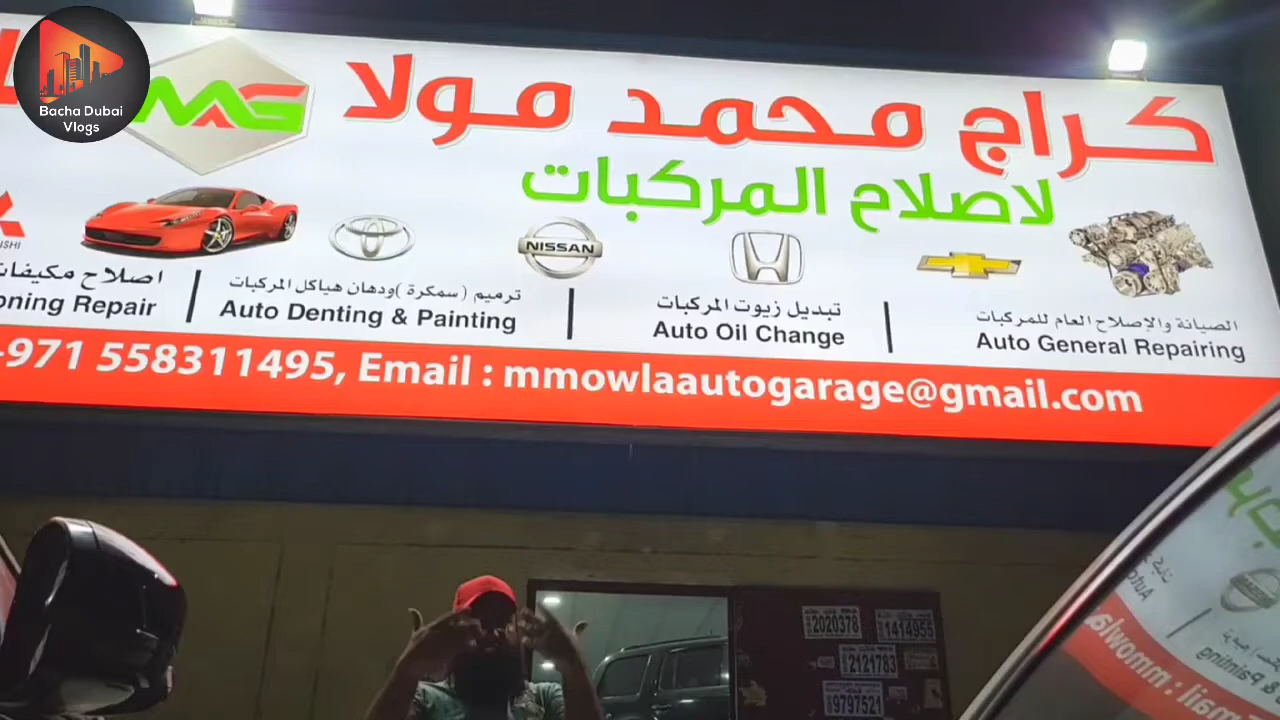 Bacha Dubai
Vlogs
MG
كراج محمد مولا
لاصلاح المركبات
NISSAN
ترميم (سمكرة )ودهان هياكل المركبات
Auto Denting & Painting
تبديل زيوت المركبات
Auto Oil Change
الصيانة والإصلاح العام للمركبات
Auto General Repairing
اصلاح
oning Repair
971 558311495, Email : mmowlaautogarage@gmail.com
2020378
1414955
2121783
9797521